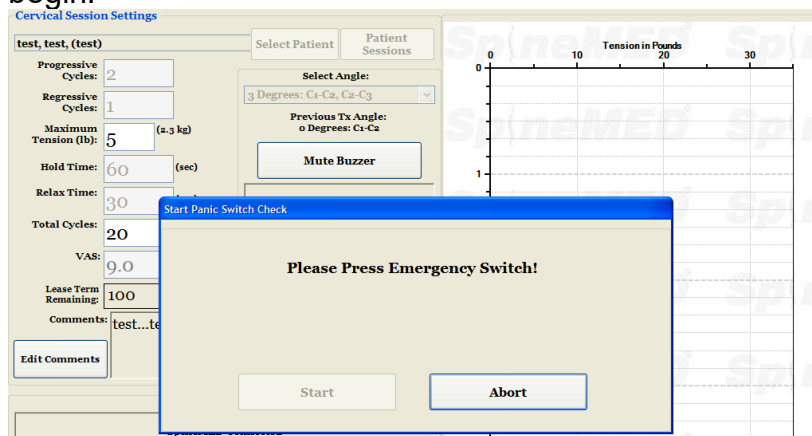 Cervical Session Settings
test, test, (test)
Select Patient
Patient
Sessions
Progressive
Cycles:
2
Regressive
Cycles:
1
Maximum
Tension (lb):
5
(2.3 kg)
Hold Time:
60
(sec)
Relax Time:
30
Total Cycles:
20
VAS:
9.0
Lease Term
Remaining:
100
Comments:
test...te
Edit Comments
Select Angle:
3 Degrees: C1-C2, C2-C3
Previous Tx Angle:
0 Degrees: C1-C2
Mute Buzzer
Start Panic Switch Check
Please Press Emergency Switch!
Start
Abort
Tension in Pounds
0 10 20 30
0
1
SpineMED
SpineMED
SpineMED